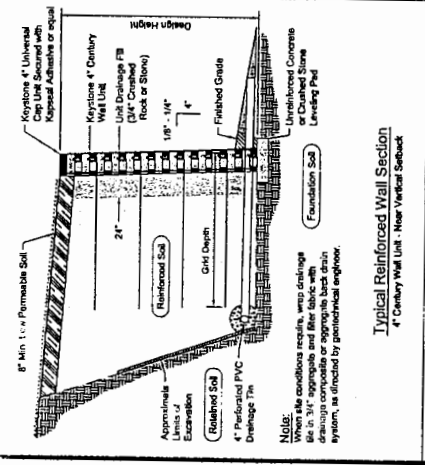 Design Height
Keystone 4" Universal
Cap Unit Secured with
Kapseal Adhesive or equal
Keystone 4" Century
Wall Unit
Unit Drainage Fill
(3/4" Crushed
Rock or Stone)
1/8" - 1/4"
4"
Finished Grade
Unreinforced Concrete
or Crushed Stone
Leveling Pad
8" Min. Low Permeable Soil
24"
Reinforced Soil
Grid Depth
Foundation Soil
Approximate
Limits of
Excavation
Retained Soil
4" Perforated PVC
Drainage Tile
Note:
When site conditions require, wrap drainage
tile in 3/4" aggregate and filter fabric with
drainage composite or aggregate back drain
system, as directed by geotechnical engineer.
Typical Reinforced Wall Section
4" Century Wall Unit - Near Vertical Setback